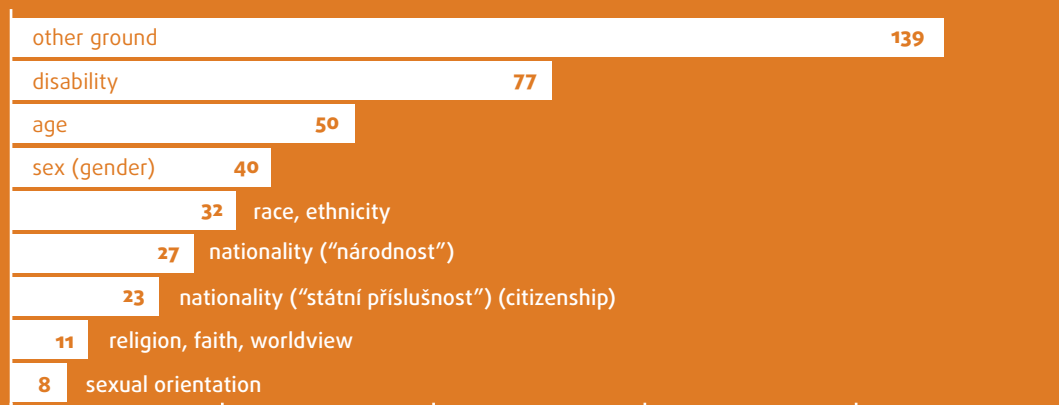 other ground 139
disability 77
age 50
sex (gender) 40
32 race, ethnicity
27 nationality (“národnost”)
23 nationality (“státní příslušnost”) (citizenship)
11 religion, faith, worldview
8 sexual orientation